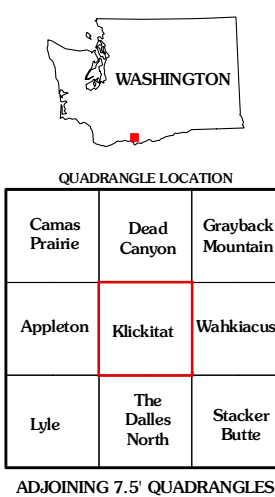 WASHINGTON
QUADRANGLE LOCATION
Camas
Prairie
Dead
Canyon
Grayback
Mountain
Appleton
Klickitat
Wahkiacus
Lyle
The
Dalles
North
Stacker
Butte
ADJOINING 7.5' QUADRANGLES